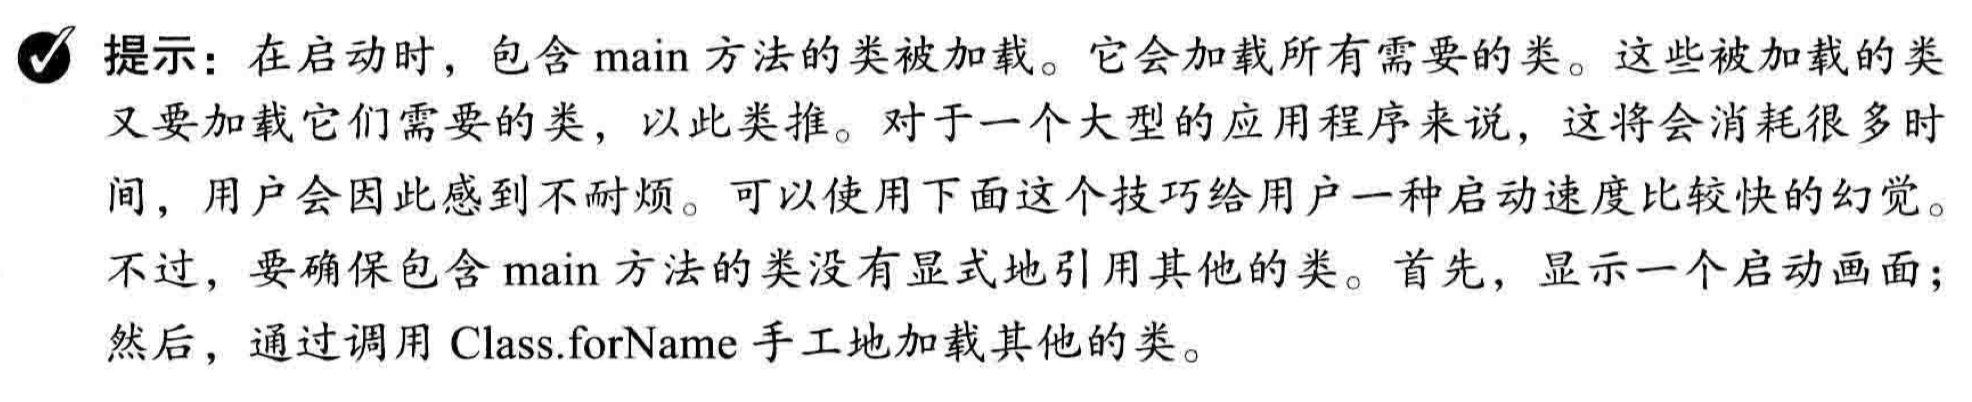 提示：在启动时，包含 main 方法的类被加载。它会加载所有需要的类。这些被加载的类
又要加载它们需要的类，以此类推。对于一个大型的应用程序来说，这将会消耗很多时
间，用户会因此感到不耐烦。可以使用下面这个技巧给用户一种启动速度比较快的幻觉。
不过，要确保包含 main 方法的类没有显式地引用其他的类。首先，显示一个启动画面；
然后，通过调用 Class.forName 手工地加载其他的类。